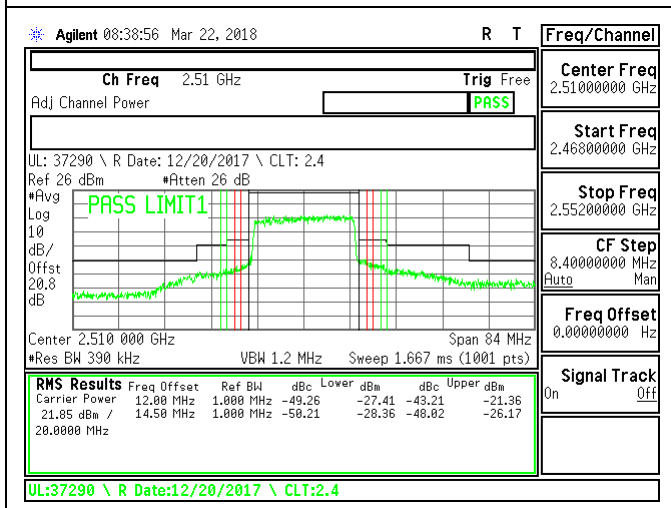 Agilent 08:38:56 Mar 22, 2018 R T
Freq/Channel
Ch Freq 2.51 GHz Trig Free
Adj Channel Power PASS
UL: 37290 \ R Date: 12/20/2017 \ CLT: 2.4
Ref 26 dBm #Atten 26 dB
#Avg
Log
10
dB/
Offst
20.8
dB
PASS LIMIT1
Center 2.510 000 GHz Span 84 MHz
#Res BW 390 kHz VBW 1.2 MHz Sweep 1.667 ms (1001 pts)
RMS Results Freq Offset Ref BW dBc Lower dBm dBc Upper dBm
Carrier Power 12.00 MHz 1.000 MHz -49.26 -27.41 -43.21 -21.36
21.85 dBm / 14.50 MHz 1.000 MHz -50.21 -28.36 -48.02 -26.17
20.0000 MHz
UL:37290 \ R Date:12/20/2017 \ CLT:2.4
Center Freq
2.51000000 GHz
Start Freq
2.46800000 GHz
Stop Freq
2.55200000 GHz
CF Step
8.40000000 MHz
Auto Man
Freq Offset
0.00000000 Hz
Signal Track
On Off